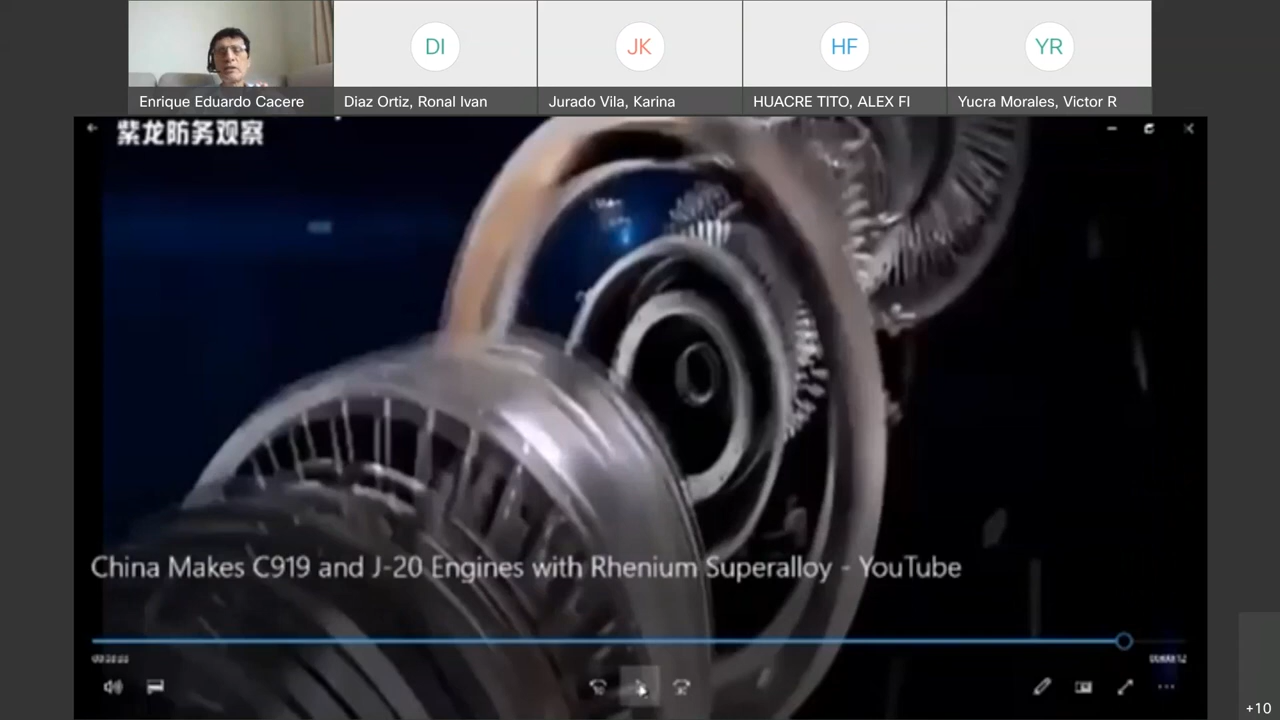 DI
JK
HF
YR
Enrique Eduardo Cacere
Diaz Ortiz, Ronal Ivan
Jurado Vila, Karina
HUACRE TITO, ALEX FI
Yucra Morales, Victor R
紫龙防务观察
China Makes C919 and J-20 Engines with Rhenium Superalloy - YouTube
+10